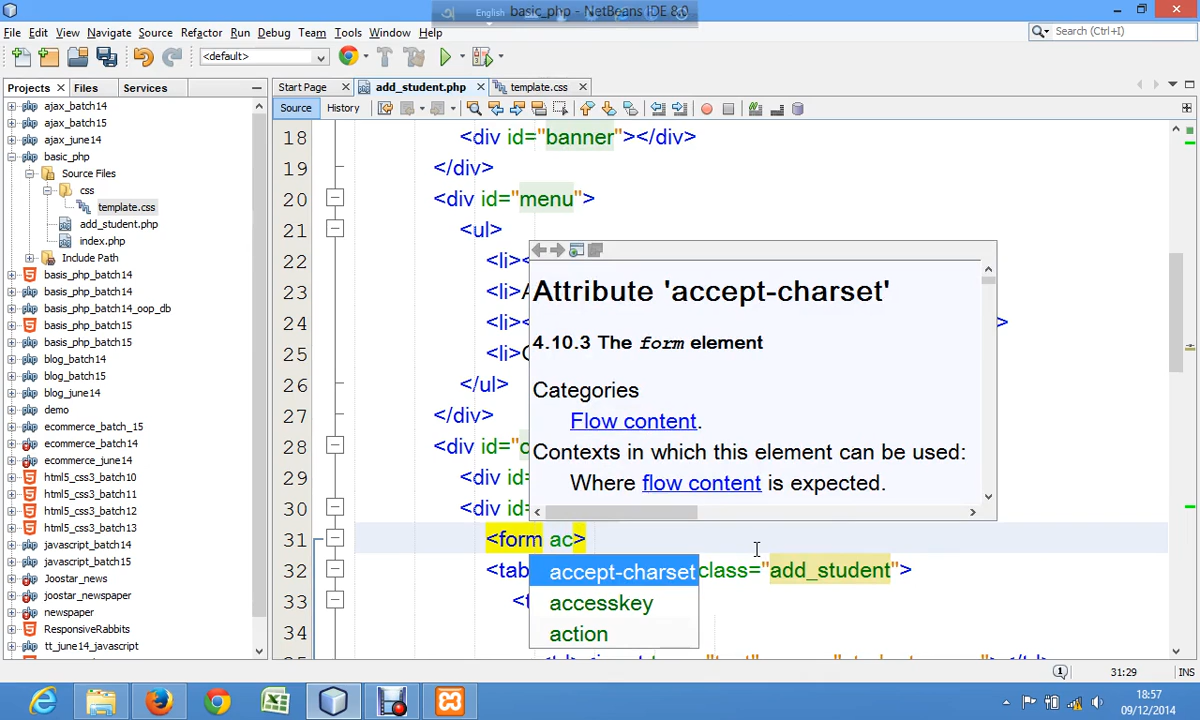 English
basic_php - NetBeans IDE 8.0
File Edit View Navigate Source Refactor Run Debug Team Tools Window Help
Search (Ctrl+I)
<default>
Projects Files Services
Start Page add_student.php template.css
Source History
ajax_batch14
ajax_batch15
ajax_june14
basic_php
Source Files
css
template.css
add_student.php
index.php
Include Path
basis_php_batch14
basis_php_batch14
basic_php_batch14_oop_db
basis_php_batch15
basis_php_batch15
blog_batch14
blog_batch15
blog_june14
demo
ecommerce_batch_15
ecommerce_batch14
ecommerce_june14
html5_css3_batch10
html5_css3_batch11
html5_css3_batch12
html5_css3_batch13
javascript_batch14
javascript_batch15
Joostar_news
joostar_newspaper
newspaper
ResponsiveRabbits
tt_june14_javascript
18 <div id="banner"></div>
19 </div>
20 <div id="menu">
21 <ul>
22 <li><
23 <li>A
24 <li>< >
25 <li>C
26 </ul>
27 </div>
28 <div id="c
29 <div id=
30 <div id=
31 <form ac>
32 <tab class="add_student">
33 <t
34
Attribute 'accept-charset'
4.10.3 The form element
Categories
Flow content.
Contexts in which this element can be used:
Where flow content is expected.
accept-charset
accesskey
action
1 31:29 INS
18:57
09/12/2014